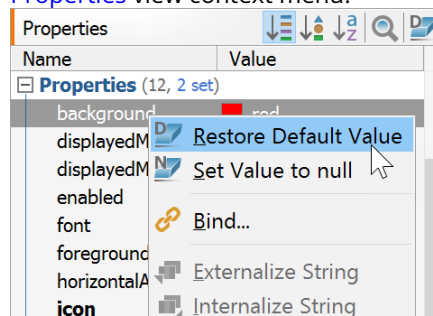 Properties view context menu:
Properties
Name Value
Properties (12, 2 set)
background red
Restore Default Value
displayedM
Set Value to null
displayedM
enabled
Bind...
font
foreground
Externalize String
horizontalA
Internalize String
icon